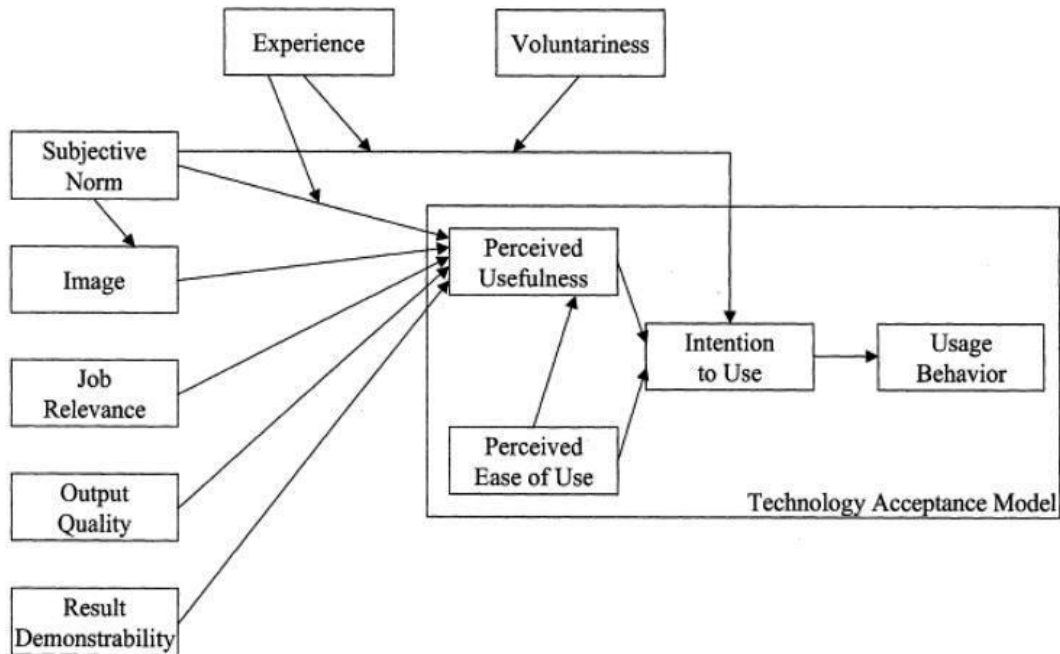 Experience
Voluntariness
Subjective
Norm
Image
Job
Relevance
Output
Quality
Result
Demonstrability
Perceived
Usefulness
Perceived
Ease of Use
Intention
to Use
Usage
Behavior
Technology Acceptance Model